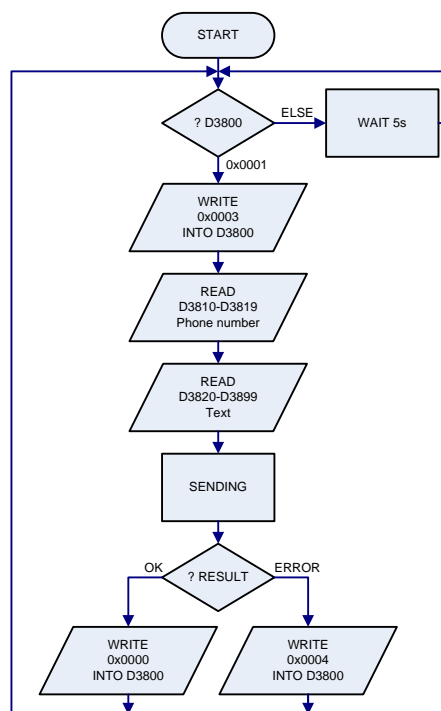 START
? D3800
ELSE
WAIT 5s
0x0001
WRITE
0x0003
INTO D3800
READ
D3810-D3819
Phone number
READ
D3820-D3899
Text
SENDING
OK
? RESULT
ERROR
WRITE
0x0000
INTO D3800
WRITE
0x0004
INTO D3800